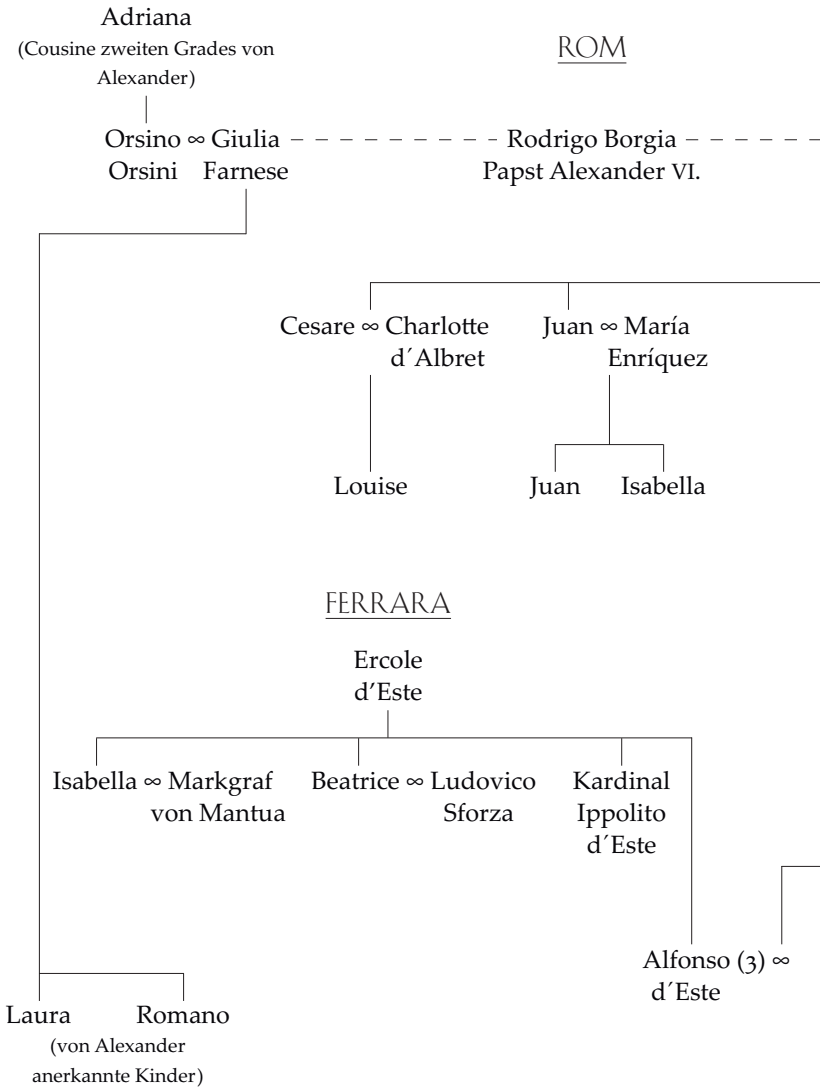 Adriana
(Cousine zweiten Grades von
Alexander)
ROM
Orsino ∞ Giulia
Orsini Farnese
Rodrigo Borgia
Papst Alexander VI.
Cesare ∞ Charlotte
d´Albret
Juan ∞ María
Enríquez
Louise
Juan
Isabella
FERRARA
Ercole
d'Este
Isabella ∞ Markgraf
von Mantua
Beatrice ∞ Ludovico
Sforza
Kardinal
Ippolito
d´Este
Alfonso (3) ∞
d´Este
Laura
Romano
(von Alexander
anerkannte Kinder)